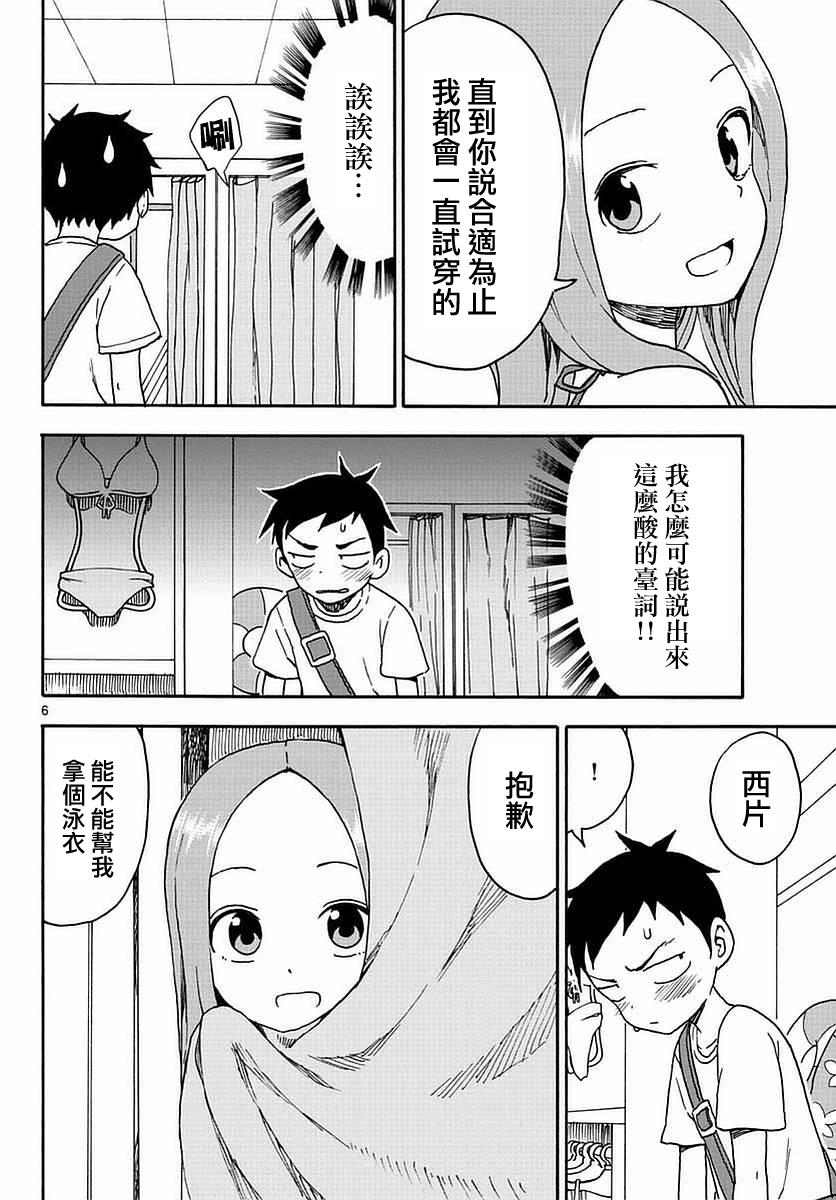 直到你説合適為止
我都會一直試穿的
誒誒誒…
唰
我怎麼可能説出來
這麼酸的臺詞!!
6
西片
!
抱歉
能不能幫我
拿個泳衣